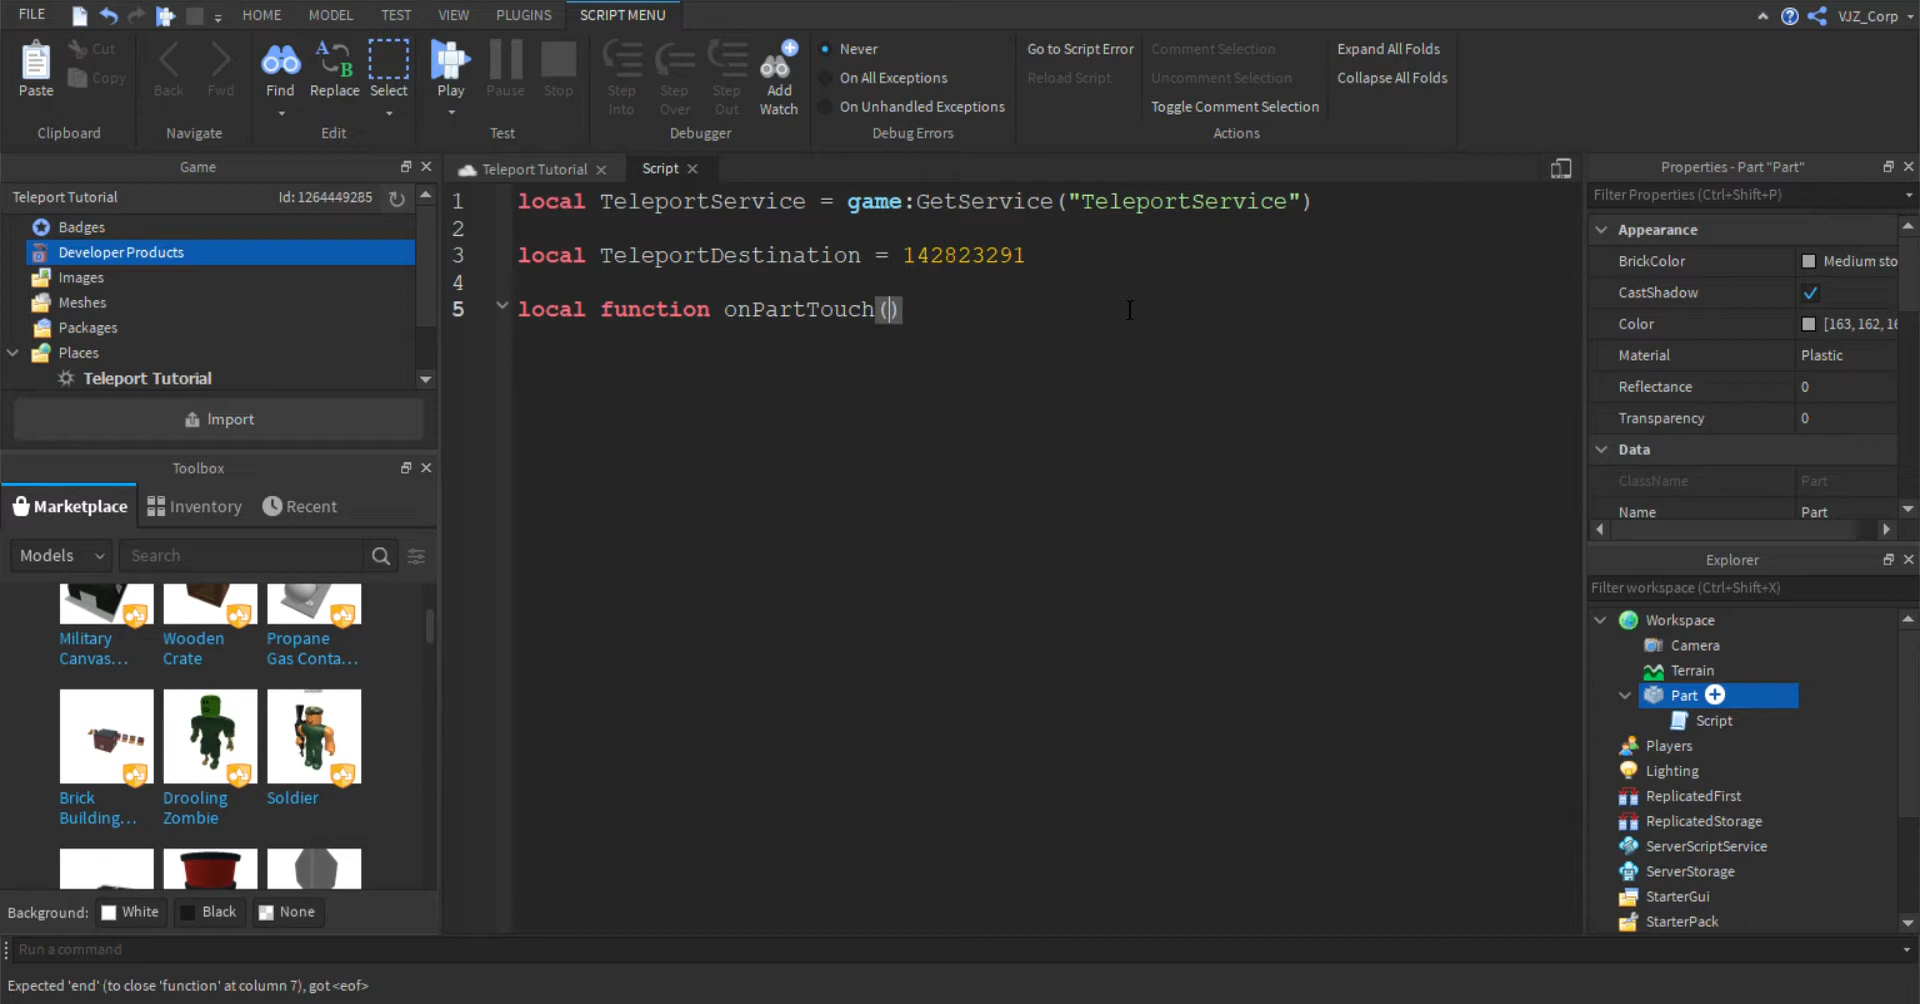 FILE HOME MODEL TEST VIEW PLUGINS SCRIPT MENU VJZ_Corp
Paste Cut Copy
Clipboard
Back Fwd
Navigate
Find Replace Select
A B
Edit
Play Pause Stop
Test
Step Into Step Over Step Out Add Watch
Debugger
Never
On All Exceptions
On Unhandled Exceptions
Debug Errors
Go to Script Error
Reload Script
Comment Selection
Uncomment Selection
Toggle Comment Selection
Expand All Folds
Collapse All Folds
Actions
Game
Teleport Tutorial Id: 1264449285
Badges
Developer Products
Images
Meshes
Packages
Places
Teleport Tutorial
Import
Toolbox
Marketplace Inventory Recent
Models Search
Military Canvas...
Wooden Crate
Propane Gas Conta...
Brick Building...
Drooling Zombie
Soldier
Background: White Black None
Teleport Tutorial Script
1 local TeleportService = game:GetService("TeleportService")
2
3 local TeleportDestination = 142823291
4
5 local function onPartTouch()
Properties - Part "Part"
Filter Properties (Ctrl+Shift+P)
Appearance
BrickColor Medium sto
CastShadow
Color [163, 162, 16
Material Plastic
Reflectance 0
Transparency 0
Data
ClassName Part
Name Part
Explorer
Filter workspace (Ctrl+Shift+X)
Workspace
Camera
Terrain
Part
Script
Players
Lighting
ReplicatedFirst
ReplicatedStorage
ServerScriptService
ServerStorage
StarterGui
StarterPack
Run a command
Expected 'end' (to close 'function' at column 7), got <eof>